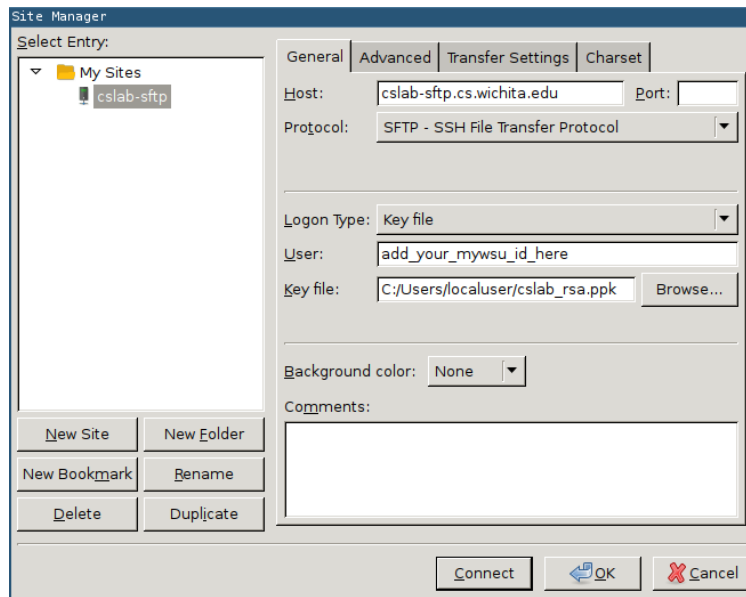 Site Manager
Select Entry:
My Sites
cslab-sftp
New Site
New Folder
New Bookmark
Rename
Delete
Duplicate
General
Advanced
Transfer Settings
Charset
Host:
cslab-sftp.cs.wichita.edu
Port:
Protocol:
SFTP - SSH File Transfer Protocol
Logon Type:
Key file
User:
add_your_mywsu_id_here
Key file:
C:/Users/localuser/cslab_rsa.ppk
Browse...
Background color:
None
Comments:
Connect
OK
Cancel